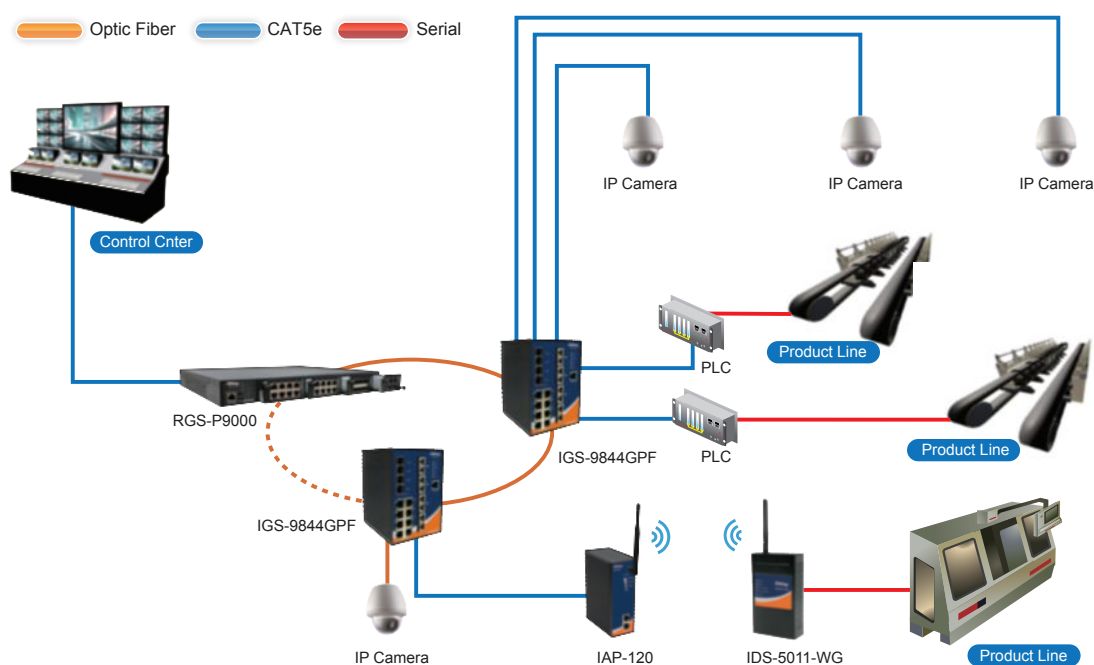 Optic Fiber
CAT5e
Serial
IP Camera
IP Camera
IP Camera
Control Cnter
PLC
Product Line
RGS-P9000
IGS-9844GPF
PLC
Product Line
IGS-9844GPF
IP Camera
IAP-120
IDS-5011-WG
Product Line